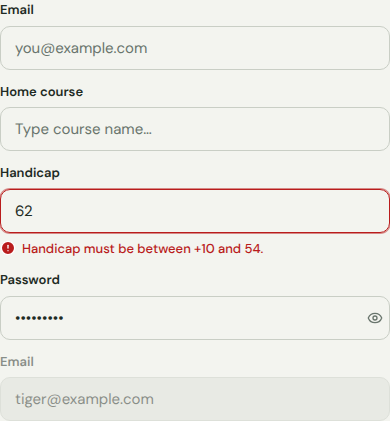 Email
you@example.com
Home course
Type course name...
Handicap
62
Handicap must be between +10 and 54.
Password
•••••••••
Email
tiger@example.com